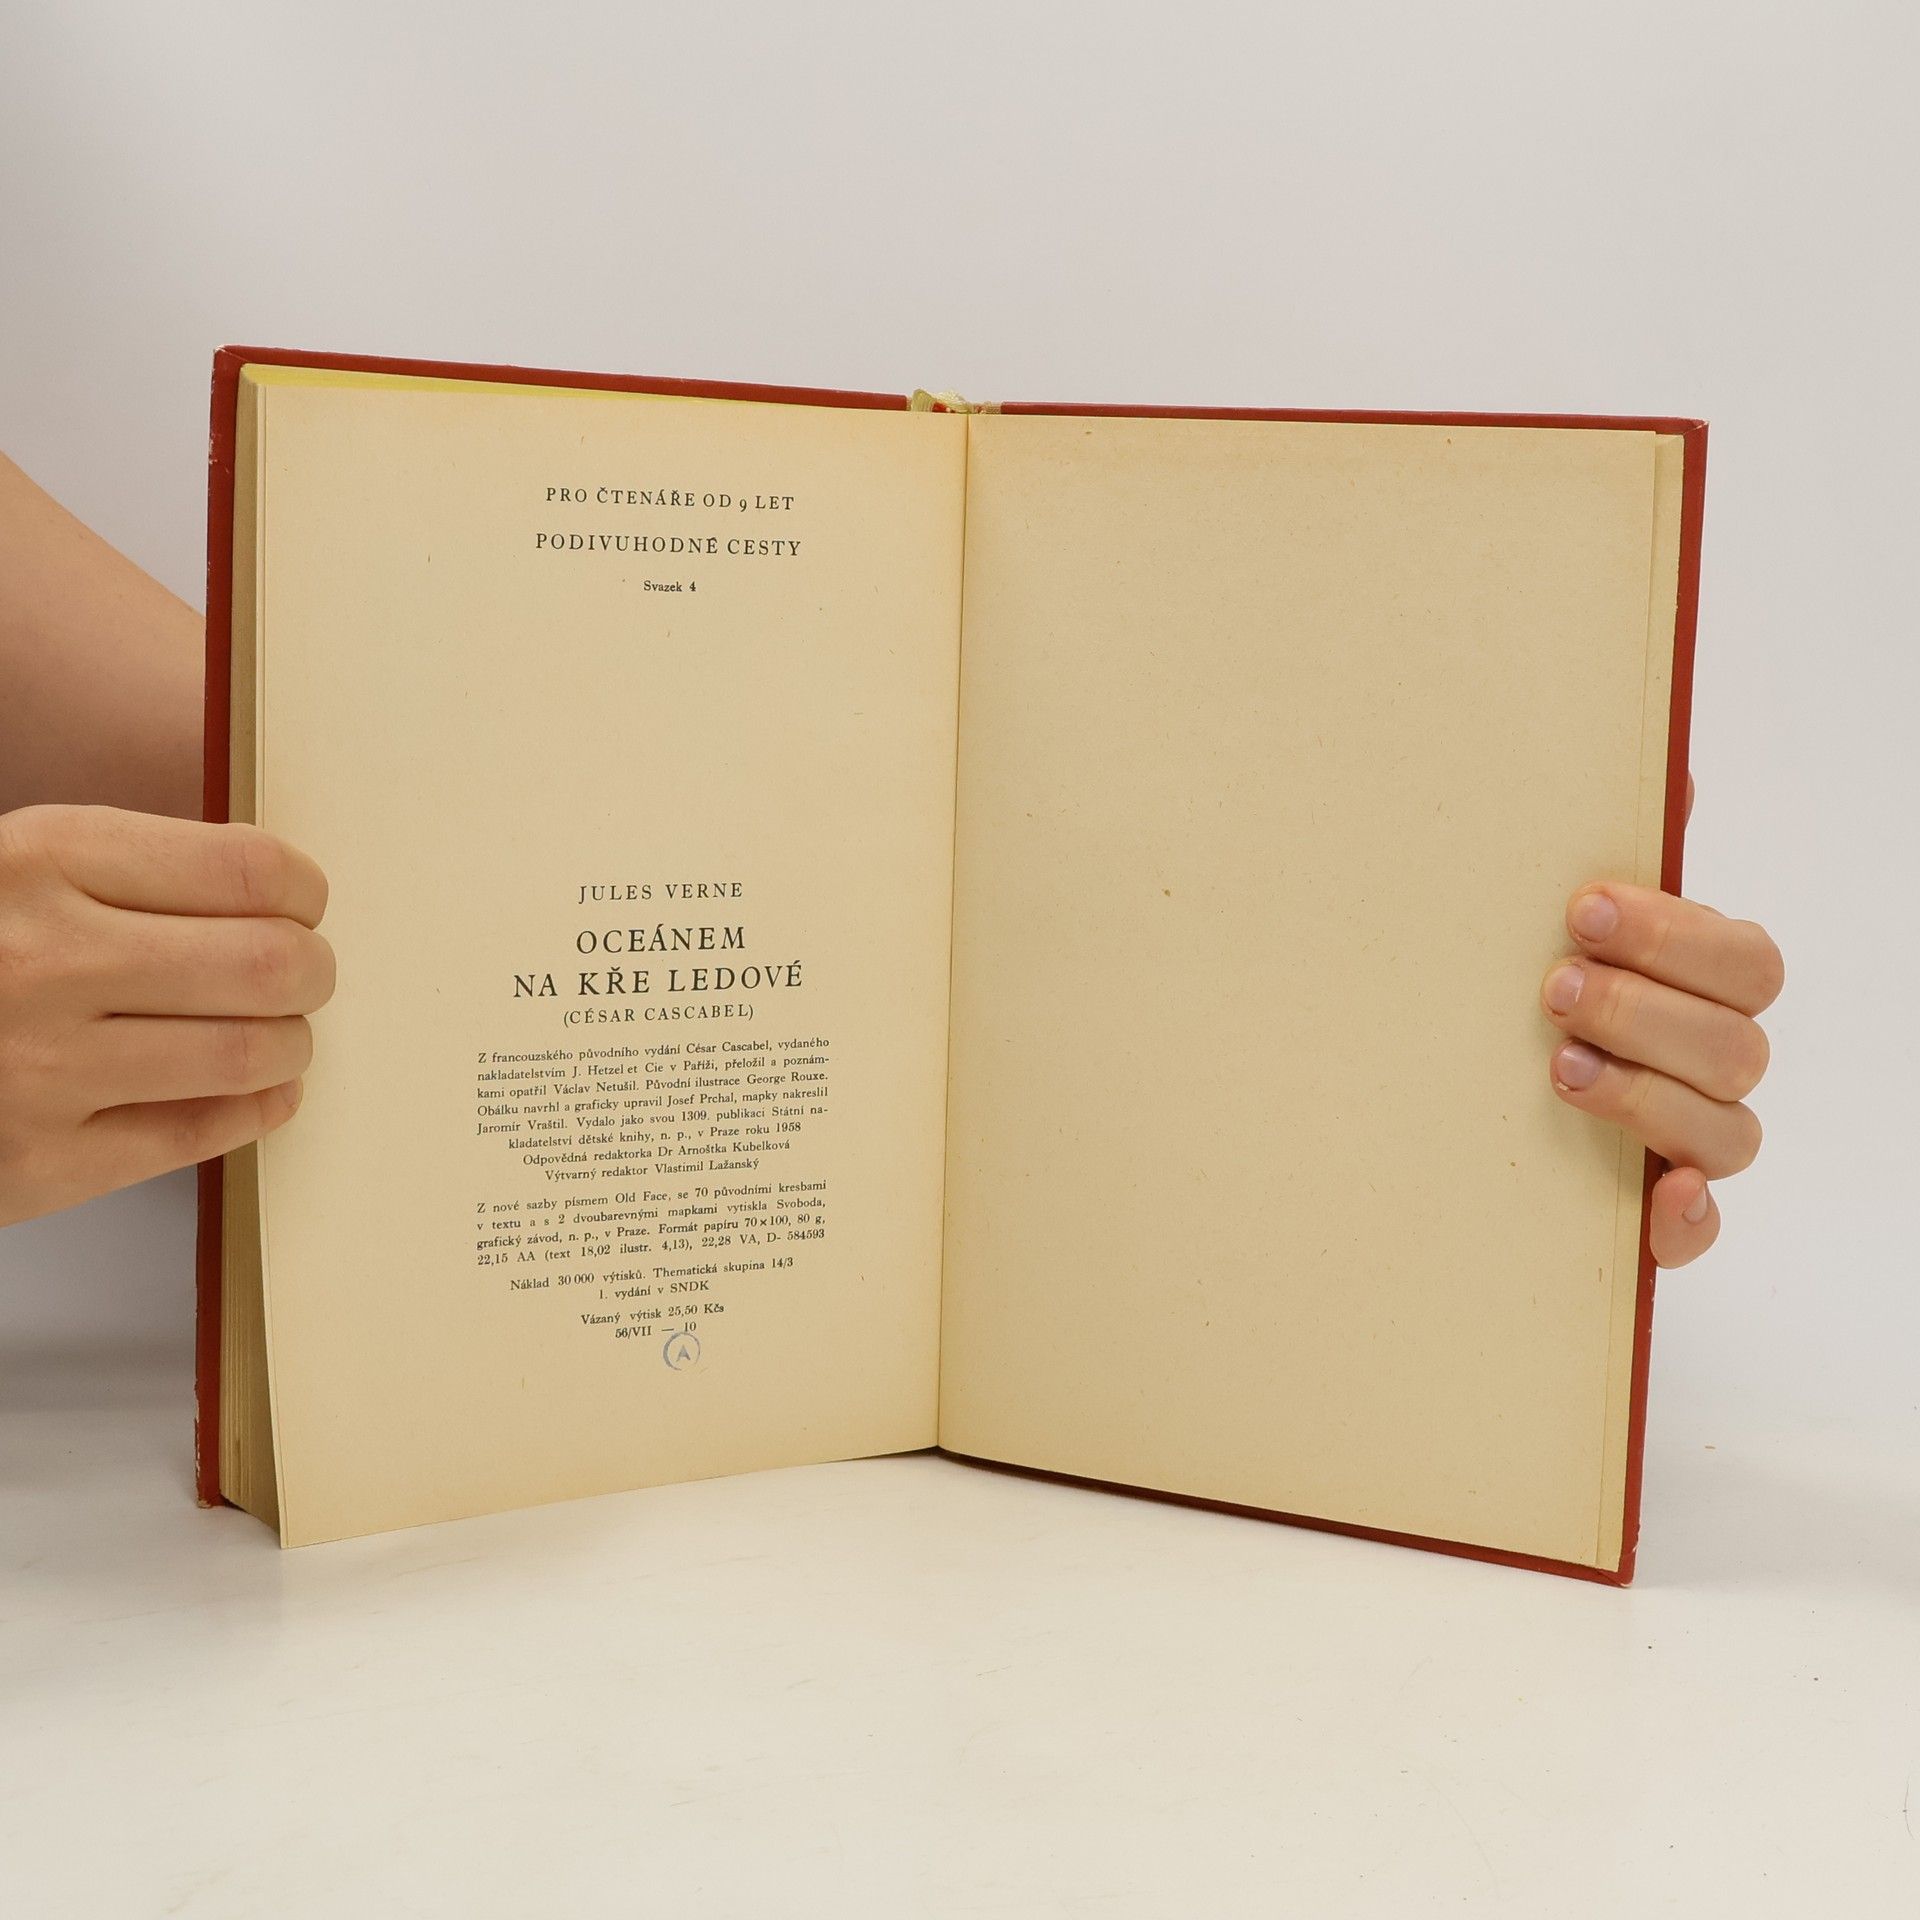 PRO ČTENÁŘE OD 9 LET
PODIVUHODNÉ CESTY
Svazek 4
JULES VERNE
OCEÁNEM
NA KŘE LEDOVÉ
(CÉSAR CASCABEL)
Z francouzského původního vydání César Cascabel, vydaného
nakladatelstvím J. Hetzel et Cie v Paříži, přeložil a poznám-
kami opatřil Václav Netušil. Původní ilustrace George Rouxe.
Obálku navrhl a graficky upravil Josef Prchal, mapky nakreslil
Jaromír Vraštil. Vydalo jako svou 1309. publikaci Státní na-
kladatelství dětské knihy, n. p., v Praze roku 1958
Odpovědná redaktorka Dr Arnoštka Kubelková
Výtvarný redaktor Vlastimil Lažanský
Z nové sazby písmem Old Face, se 70 původními kresbami
v textu a s 2 dvoubarevnými mapkami vytiskla Svoboda,
grafický závod, n. p., v Praze. Formát papíru 70×100, 80 g,
22,15 AA (text 18,02 ilustr. 4,13), 22,28 VA, D- 584593
Náklad 30 000 výtisků. Thematická skupina 14/3
1. vydání v SNDK
Vázaný výtisk 25,50 Kčs
56/VII — 10
A